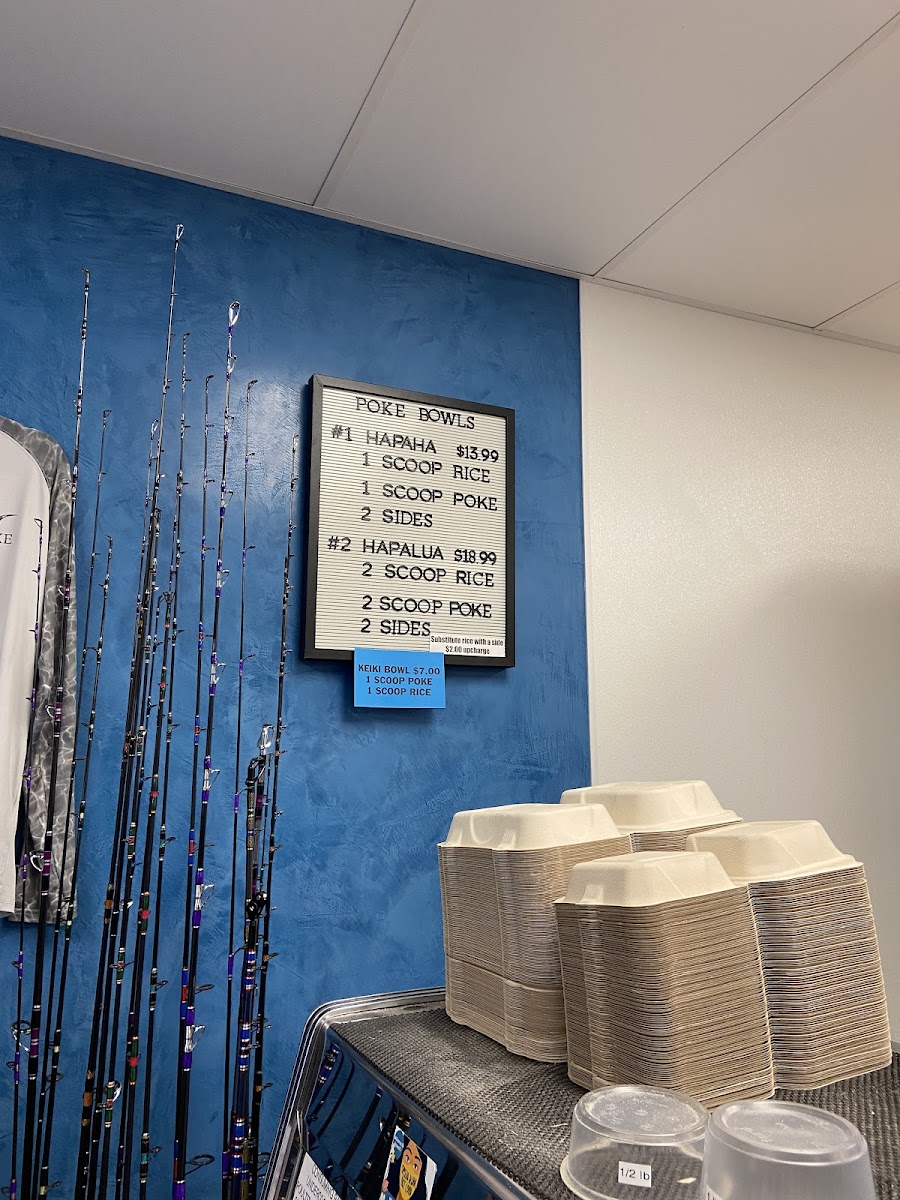 POKE BOWLS
#1 HAPAHA $13.99
1 SCOOP RICE
1 SCOOP POKE
2 SIDES
#2 HAPALUA $18.99
2 SCOOP RICE
2 SCOOP POKE
2 SIDES
Substitute rice with a side
$2.00 upcharge
KEIKI BOWL $7.00
1 SCOOP POKE
1 SCOOP RICE
1/2 lb